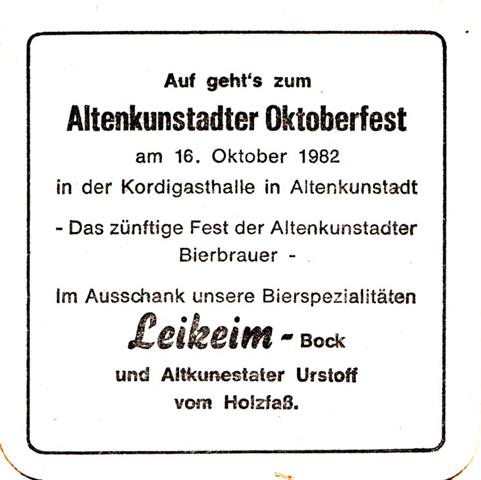 Auf geht's zum
Altenkunstadter Oktoberfest
am 16. Oktober 1982
in der Kordigasthalle in Altenkunstadt
- Das zünftige Fest der Altenkunstadter
Bierbrauer -
Im Ausschank unsere Bierspezialitäten
Leikeim - Bock
und Altkunestater Urstoff
vom Holzfaß.